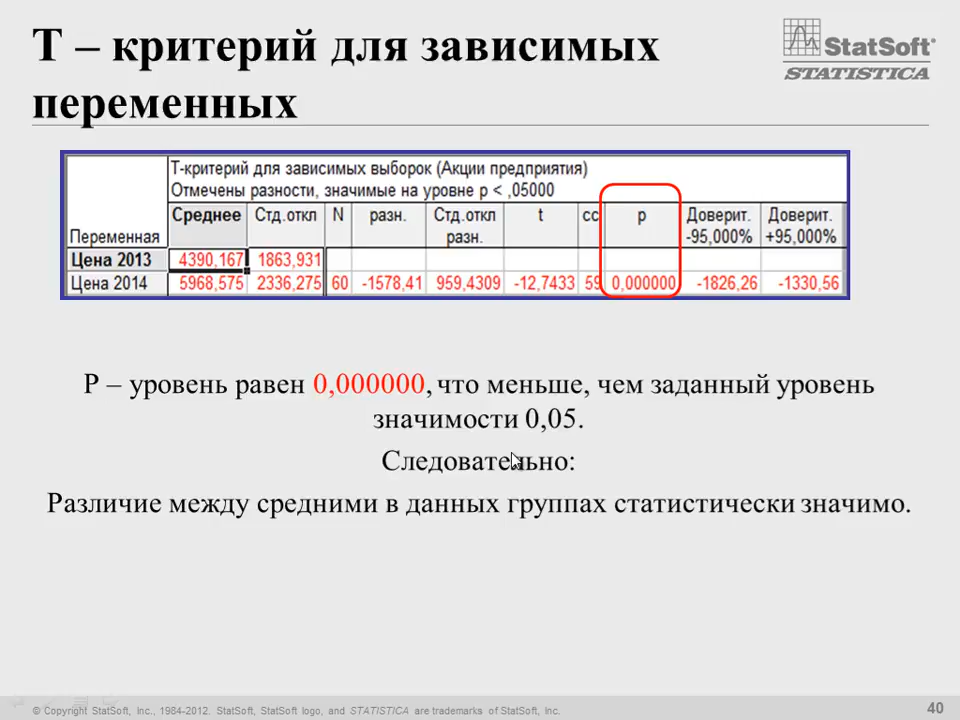 Т – критерий для зависимых
переменных
StatSoft®
STATISTICA
Т-критерий для зависимых выборок (Акции предприятия)
Отмечены разности, значимые на уровне p < ,05000
Переменная Среднее Стд.откл N разн. Стд.откл разн. t сс p Доверит. -95,000% Доверит. +95,000%
Цена 2013 4390,167 1863,931
Цена 2014 5968,575 2336,275 60 -1578,41 959,4309 -12,7433 59 0,000000 -1826,26 -1330,56
P – уровень равен 0,000000, что меньше, чем заданный уровень
значимости 0,05.
Следовательно:
Различие между средними в данных группах статистически значимо.
© Copyright StatSoft, Inc., 1984-2012. StatSoft, StatSoft logo, and STATISTICA are trademarks of StatSoft, Inc.
40